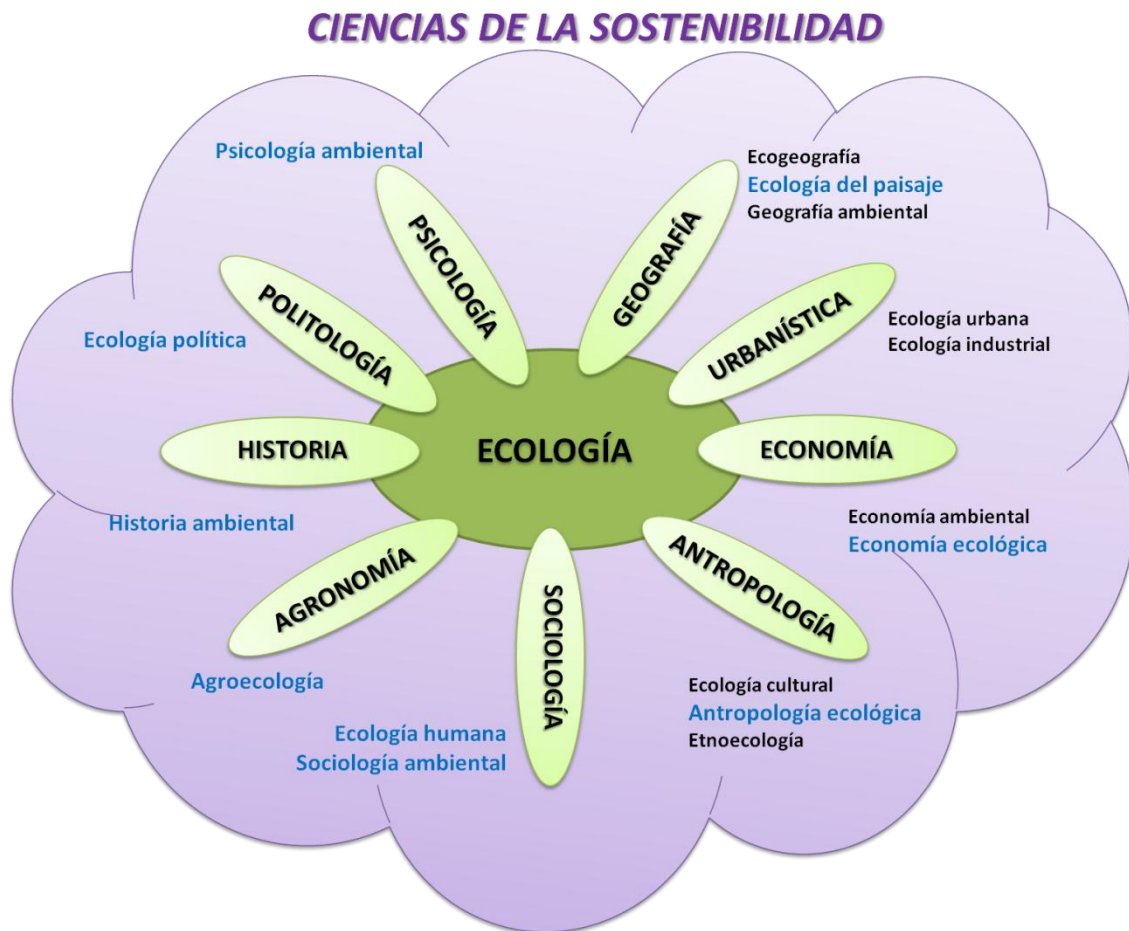 CIENCIAS DE LA SOSTENIBILIDAD
Psicología ambiental
PSICOLOGÍA
GEOGRAFÍA
Ecogeografía
Ecología del paisaje
Geografía ambiental
POLITOLOGÍA
Ecología política
URBANÍSTICA
Ecología urbana
Ecología industrial
HISTORIA
ECOLOGÍA
ECONOMÍA
Historia ambiental
Economía ambiental
Economía ecológica
AGRONOMÍA
Agroecología
SOCIOLOGÍA
Ecología humana
Sociología ambiental
ANTROPOLOGÍA
Ecología cultural
Antropología ecológica
Etnoecología